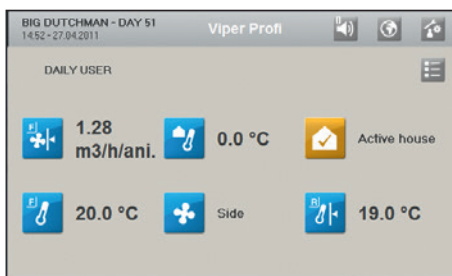 BIG DUTCHMAN - DAY 51
14:52 - 27.04.2011
Viper Profi
DAILY USER
1.28
m3/h/ani.
0.0 °C
Active house
20.0 °C
Side
19.0 °C